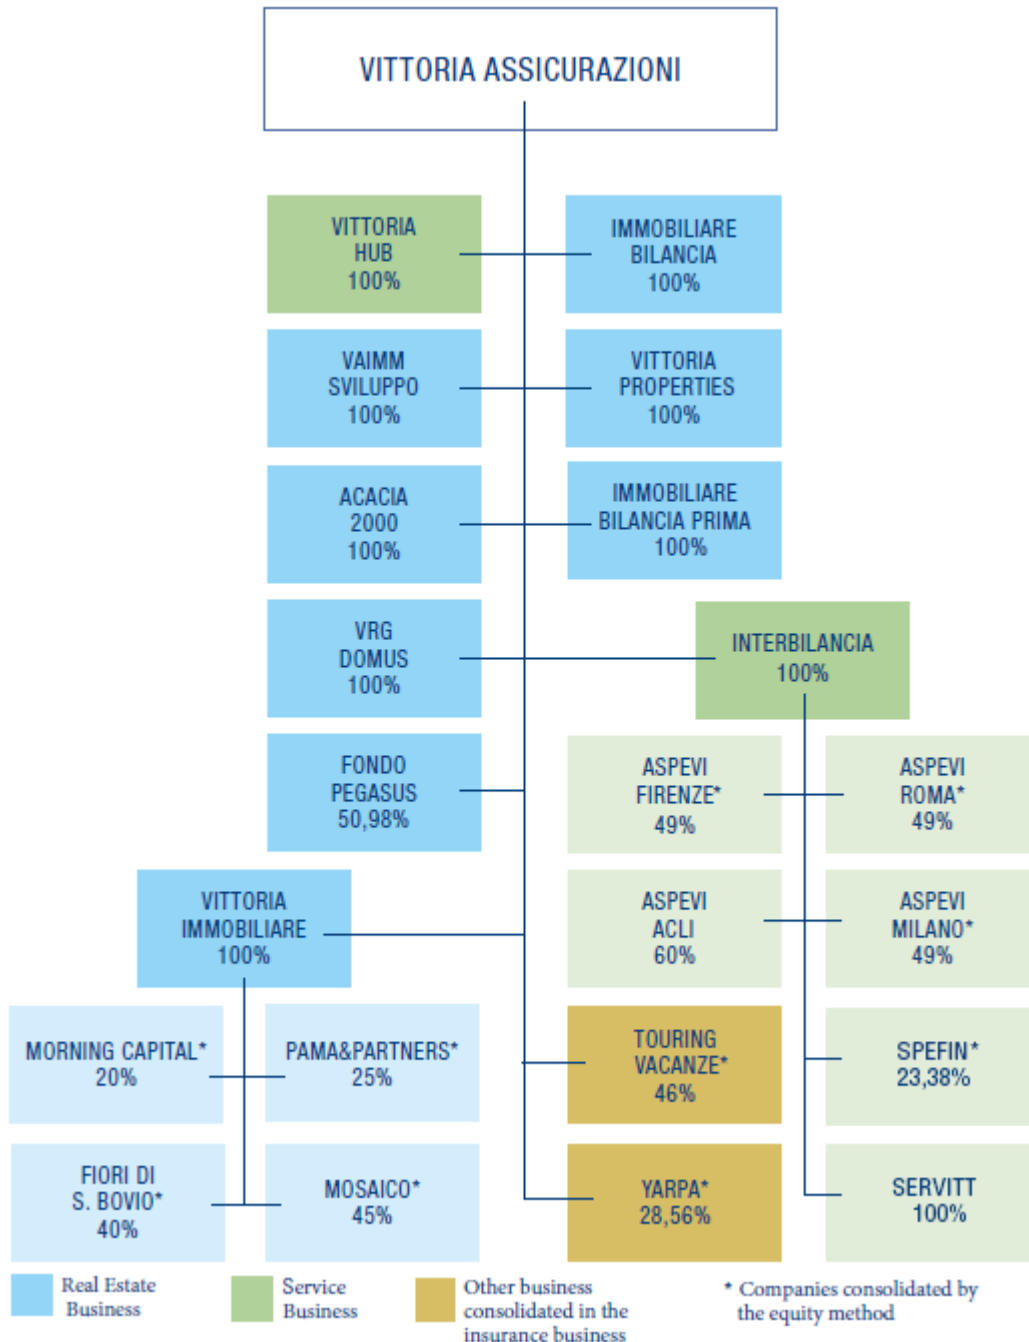 VITTORIA ASSICURAZIONI
VITTORIA
HUB
100%
IMMOBILIARE
BILANCIA
100%
VAIMM
SVILUPPO
100%
VITTORIA
PROPERTIES
100%
ACACIA
2000
100%
IMMOBILIARE
BILANCIA PRIMA
100%
VRG
DOMUS
100%
INTERBILANCIA
100%
FONDO
PEGASUS
50,98%
ASPEVI
FIRENZE*
49%
ASPEVI
ROMA*
49%
VITTORIA
IMMOBILIARE
100%
ASPEVI
ACLI
60%
ASPEVI
MILANO*
49%
MORNING CAPITAL*
20%
PAMA&PARTNERS*
25%
TOURING
VACANZE*
46%
SPEFIN*
23,38%
FIORI DI
S. BOVIO*
40%
MOSAICO*
45%
YARPA*
28,56%
SERVITT
100%
Real Estate
Business
Service
Business
Other business
consolidated in the
insurance business
* Companies consolidated by
the equity method